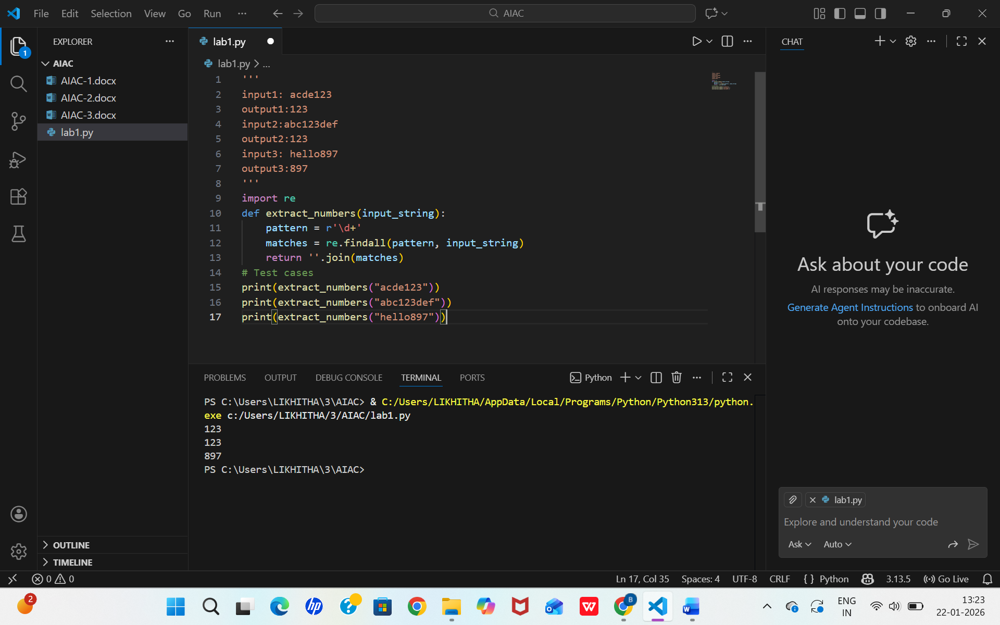 File Edit Selection View Go Run ... AIAC
EXPLORER ...
AIAC
AIAC-1.docx
AIAC-2.docx
AIAC-3.docx
lab1.py
1
lab1.py
lab1.py > ...
1 '''
2 input1: acde123
3 output1:123
4 input2:abc123def
5 output2:123
6 input3: hello897
7 output3:897
8 '''
9 import re
10 def extract_numbers(input_string):
11 pattern = r'\d+'
12 matches = re.findall(pattern, input_string)
13 return ''.join(matches)
14 # Test cases
15 print(extract_numbers("acde123"))
16 print(extract_numbers("abc123def"))
17 print(extract_numbers("hello897"))
PROBLEMS OUTPUT DEBUG CONSOLE TERMINAL PORTS Python
PS C:\Users\LIKHITHA\3\AIAC> & C:/Users/LIKHITHA/AppData/Local/Programs/Python/Python313/python.
exe c:/Users/LIKHITHA/3/AIAC/lab1.py
123
123
897
PS C:\Users\LIKHITHA\3\AIAC>
CHAT
Ask about your code
AI responses may be inaccurate.
Generate Agent Instructions to onboard AI
onto your codebase.
lab1.py
Explore and understand your code
Ask Auto
OUTLINE
TIMELINE
0 0 Ln 17, Col 35 Spaces: 4 UTF-8 CRLF { } Python 3.13.5 Go Live
2
hp
B
W
ENG
IN
13:23
22-01-2026